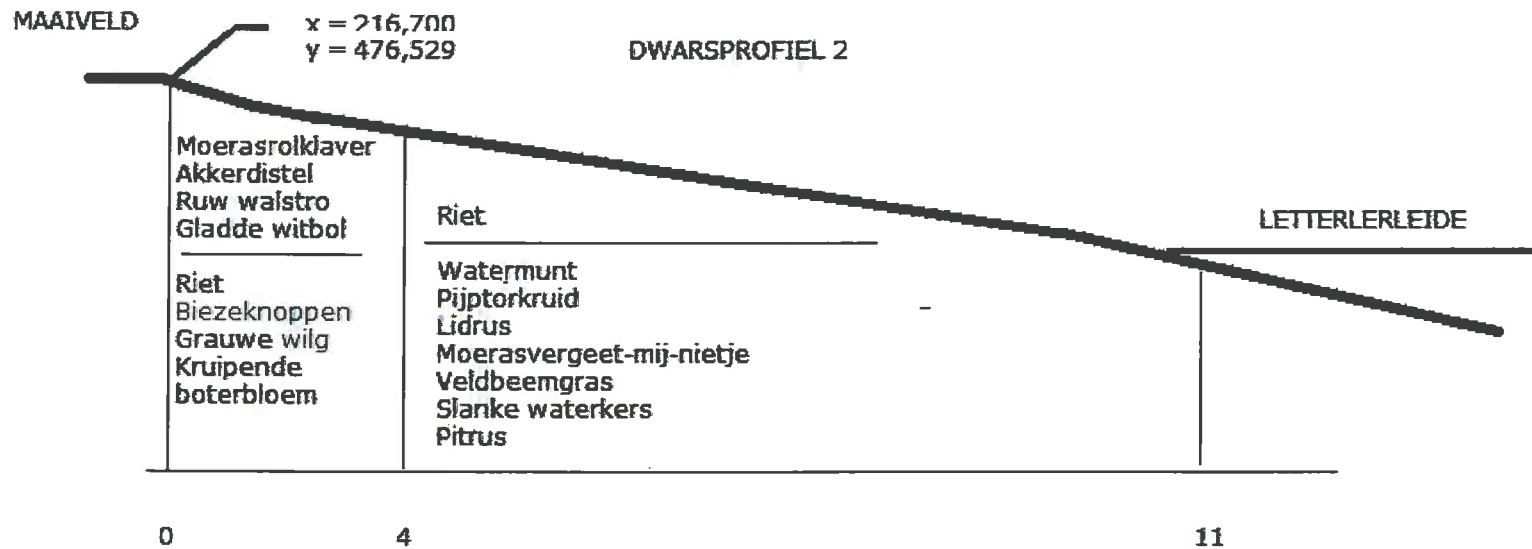 MAAIVELD
x = 216,700
y = 476,529
DWARSPROFIEL 2
Moerasrolklaver
Akkerdistel
Ruw walstro
Gladde witbol
Riet
Biezeknoppen
Grauwe wilg
Kruipende
boterbloem
Riet
Watermunt
Pijptorkruid
Lidrus
Moerasvergeet-mij-nietje
Veldbeemgras
Slanke waterkers
Pitrus
LETTERLERLEIDE
0 4 11